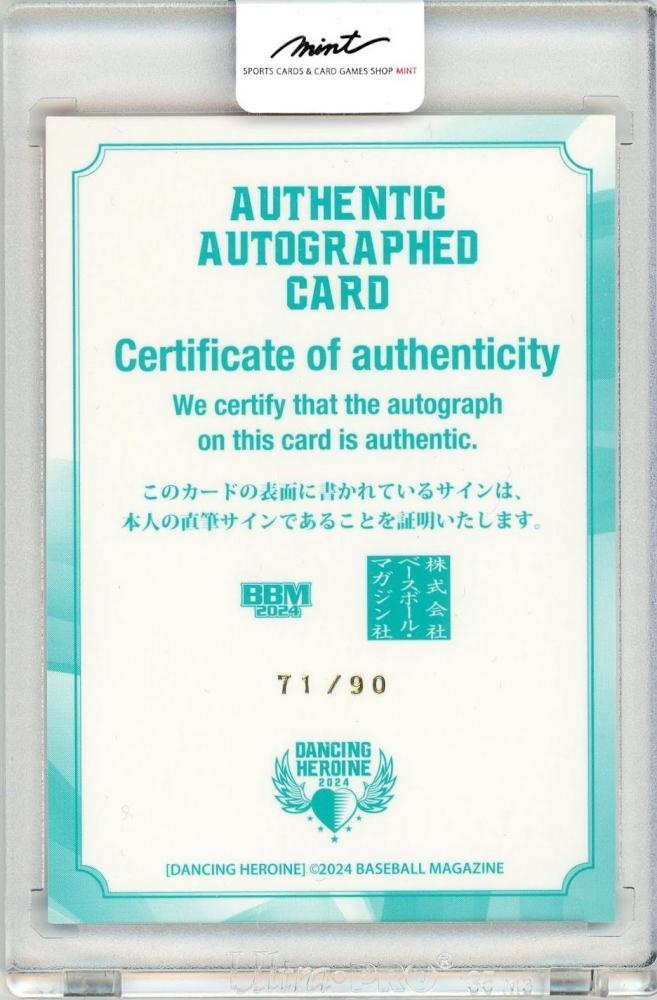 mint
SPORTS CARDS & CARD GAMES SHOP MINT
AUTHENTIC
AUTOGRAPHED
CARD
Certificate of authenticity
We certify that the autograph
on this card is authentic.
このカードの表面に書かれているサインは、
本人の直筆サインであることを証明いたします。
BBM
2024
株式会社
ベースボール・
マガジン社
71/90
DANCING
HEROINE
2024
[DANCING HEROINE] ©2024 BASEBALL MAGAZINE
Ultra·PRO®